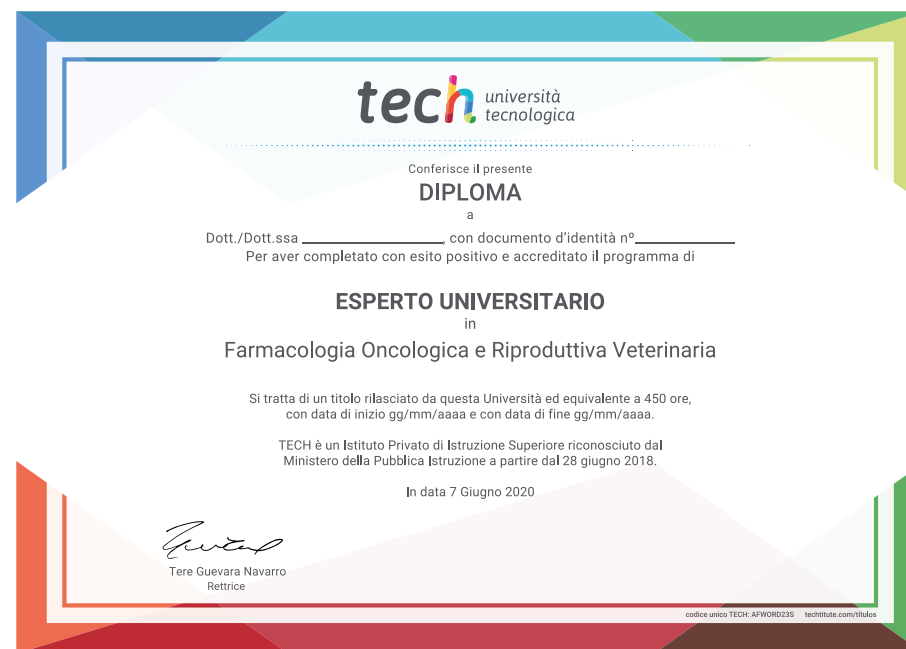 tech università
tecnologica
Conferisce il presente
DIPLOMA
a
Dott./Dott.ssa ________________, con documento d'identità nº____________
Per aver completato con esito positivo e accreditato il programma di
ESPERTO UNIVERSITARIO
in
Farmacologia Oncologica e Riproduttiva Veterinaria
Si tratta di un titolo rilasciato da questa Università ed equivalente a 450 ore,
con data di inizio gg/mm/aaaa e con data di fine gg/mm/aaaa.
TECH è un Istituto Privato di Istruzione Superiore riconosciuto dal
Ministero della Pubblica Istruzione a partire dal 28 giugno 2018.
In data 7 Giugno 2020
Tere Guevara Navarro
Rettrice
codice unico TECH: AFWORD23S techtitute.com/titulos